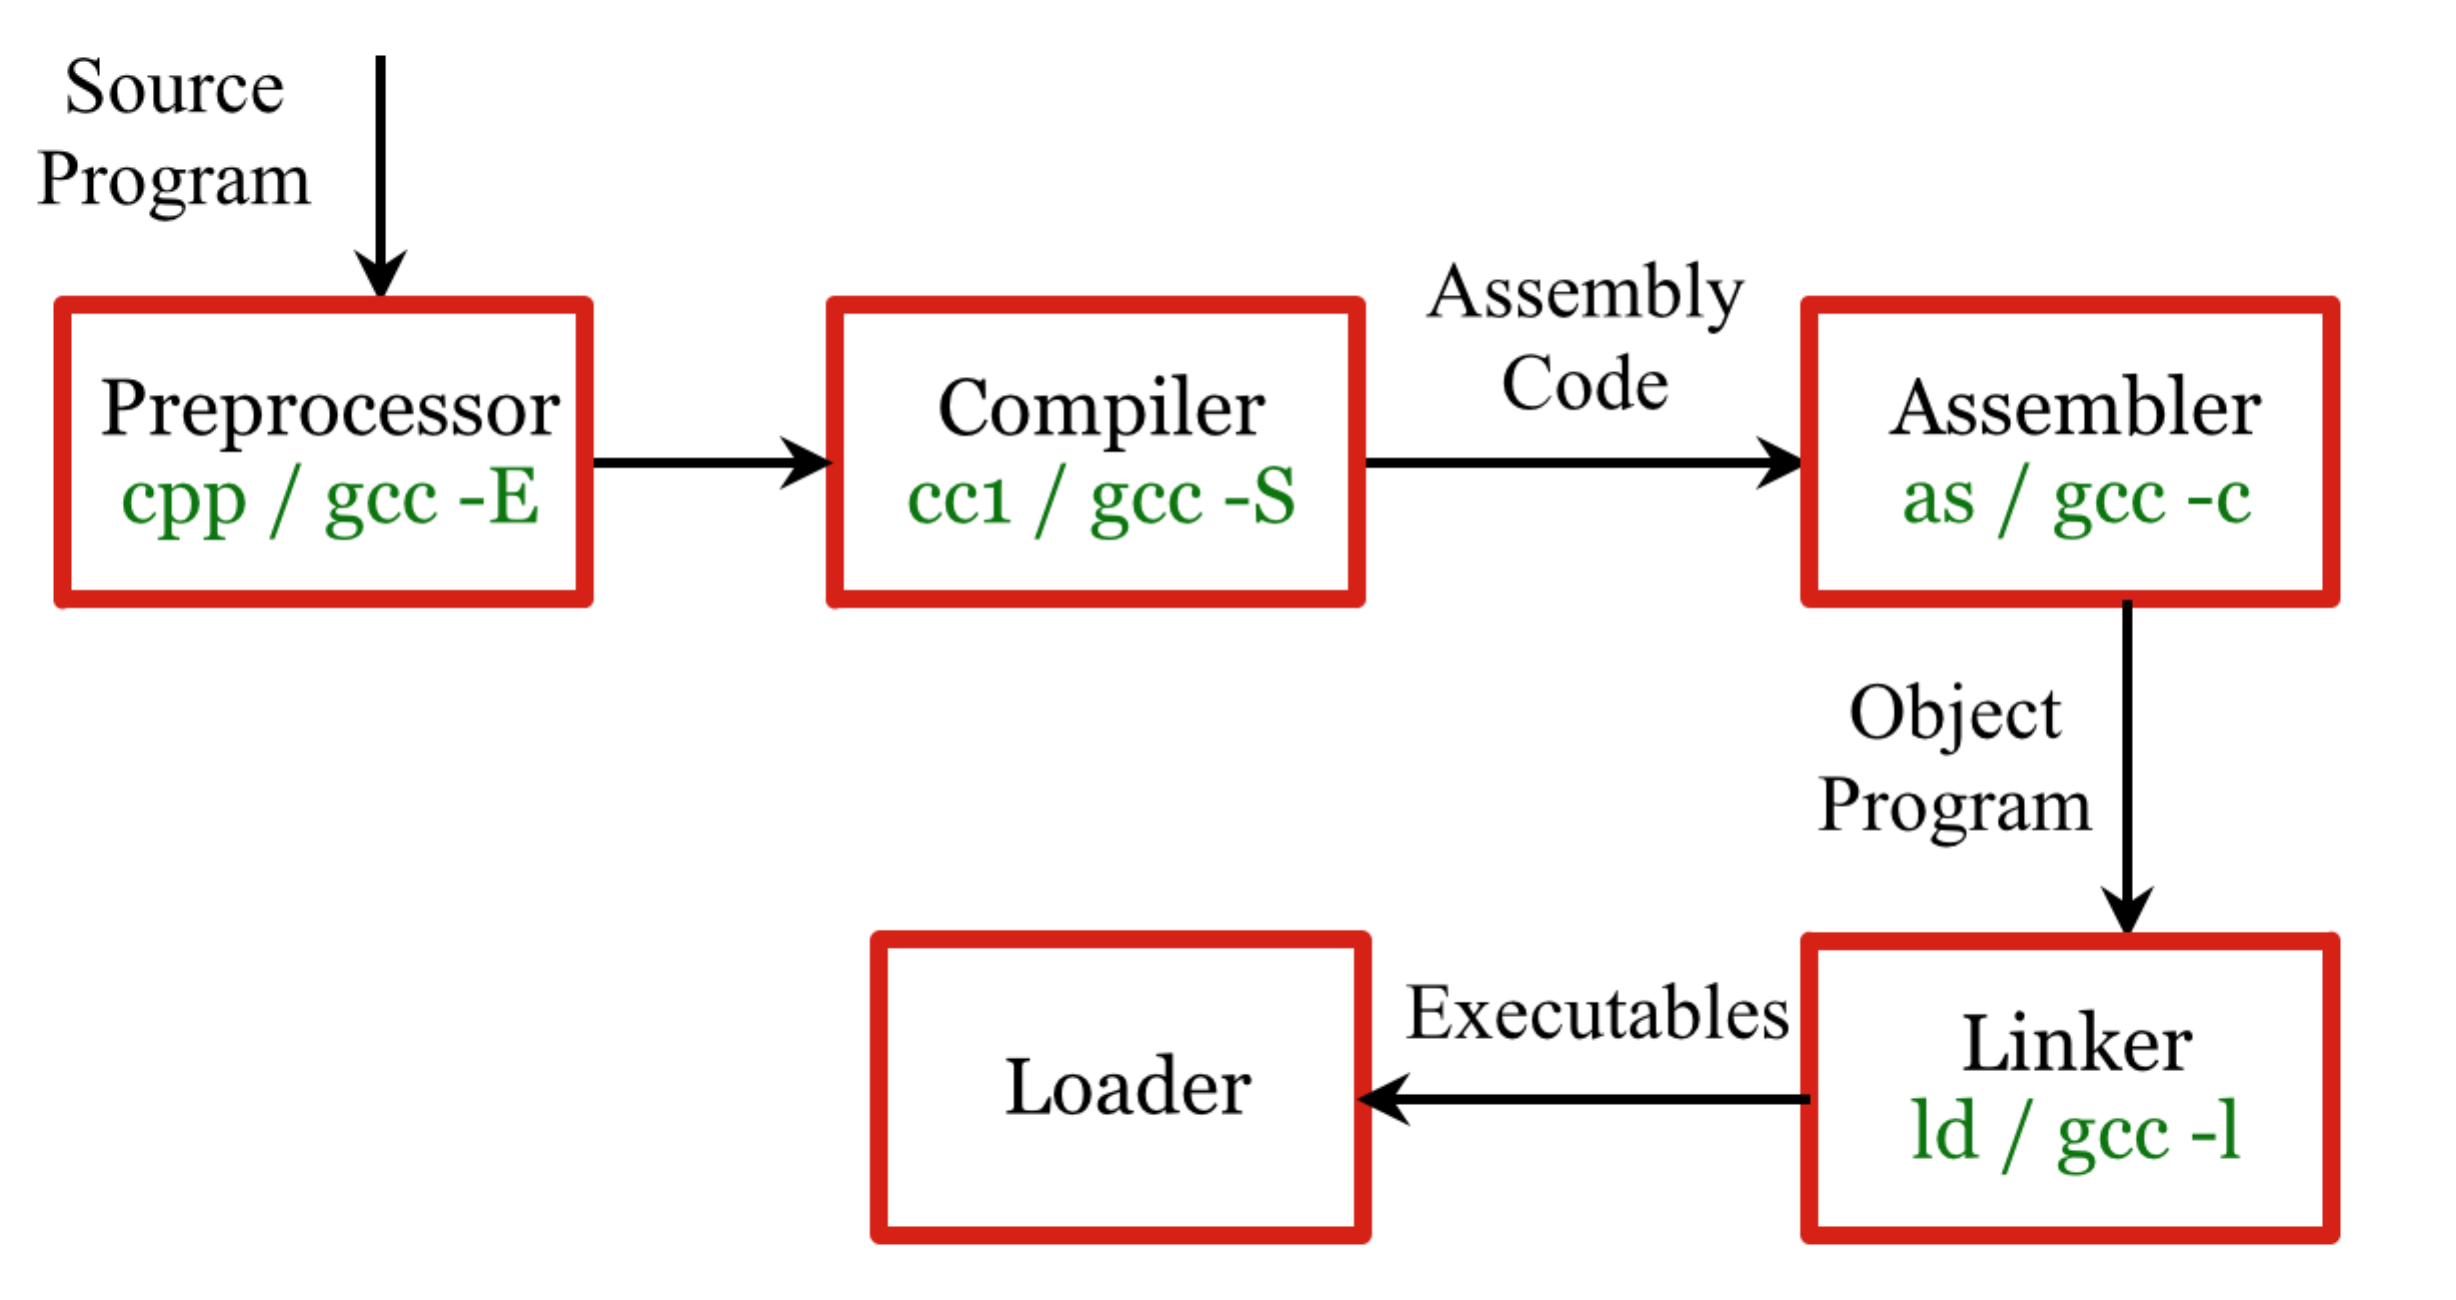 Source
Program
Preprocessor
cpp / gcc -E
Compiler
cc1 / gcc -S
Assembly
Code
Assembler
as / gcc -c
Object
Program
Linker
ld / gcc -l
Executables
Loader